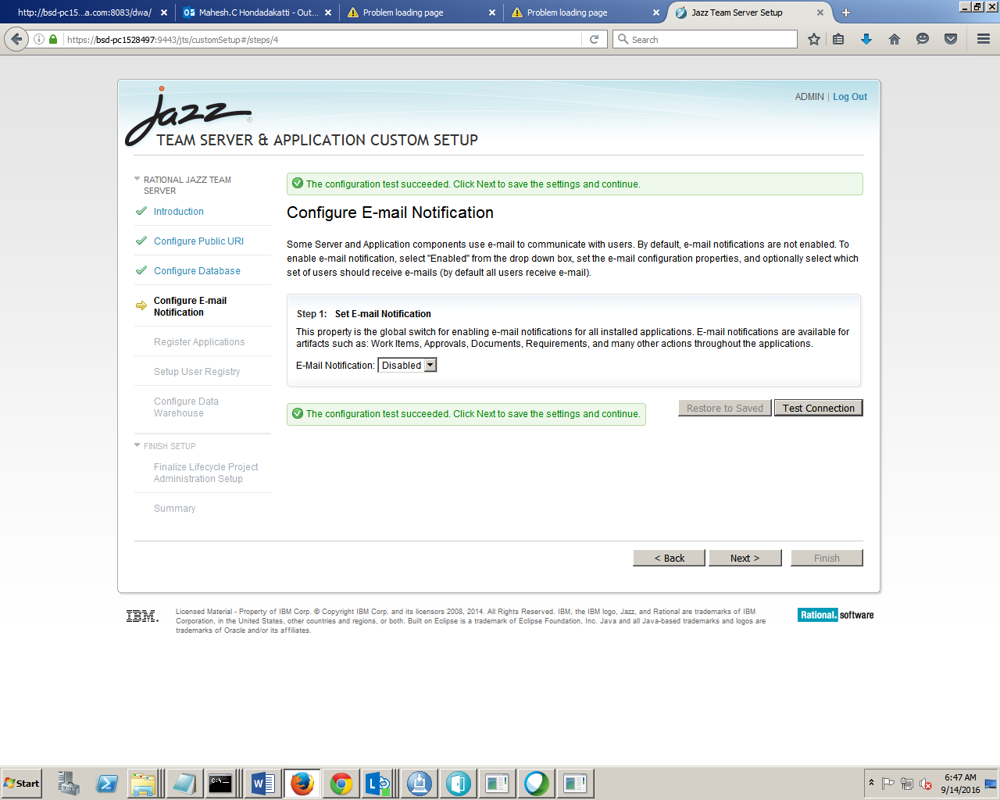 http://bsd-pc15...a.com:8083/dwa/
Mahesh.C Hondadakatti - Out...
Problem loading page
Problem loading page
Jazz Team Server Setup
https://bsd-pc1528497:9443/jts/customSetup#/steps/4
Search
jazz
TEAM SERVER & APPLICATION CUSTOM SETUP
ADMIN | Log Out
RATIONAL JAZZ TEAM
SERVER
Introduction
Configure Public URI
Configure Database
Configure E-mail
Notification
Register Applications
Setup User Registry
Configure Data
Warehouse
FINISH SETUP
Finalize Lifecycle Project
Administration Setup
Summary
The configuration test succeeded. Click Next to save the settings and continue.
Configure E-mail Notification
Some Server and Application components use e-mail to communicate with users. By default, e-mail notifications are not enabled. To
enable e-mail notification, select "Enabled" from the drop down box, set the e-mail configuration properties, and optionally select which
set of users should receive e-mails (by default all users receive e-mail).
Step 1: Set E-mail Notification
This property is the global switch for enabling e-mail notifications for all installed applications. E-mail notifications are available for
artifacts such as: Work Items, Approvals, Documents, Requirements, and many other actions throughout the applications.
E-Mail Notification: Disabled
The configuration test succeeded. Click Next to save the settings and continue.
Restore to Saved
Test Connection
< Back
Next >
Finish
IBM.
Licensed Material - Property of IBM Corp. © Copyright IBM Corp. and its licensors 2008, 2014. All Rights Reserved. IBM, the IBM logo, Jazz, and Rational are trademarks of IBM
Corporation, in the United States, other countries and regions, or both. Built on Eclipse is a trademark of Eclipse Foundation, Inc. Java and all Java-based trademarks and logos are
trademarks of Oracle and/or its affiliates.
Rational. software
Start
6:47 AM
9/14/2016